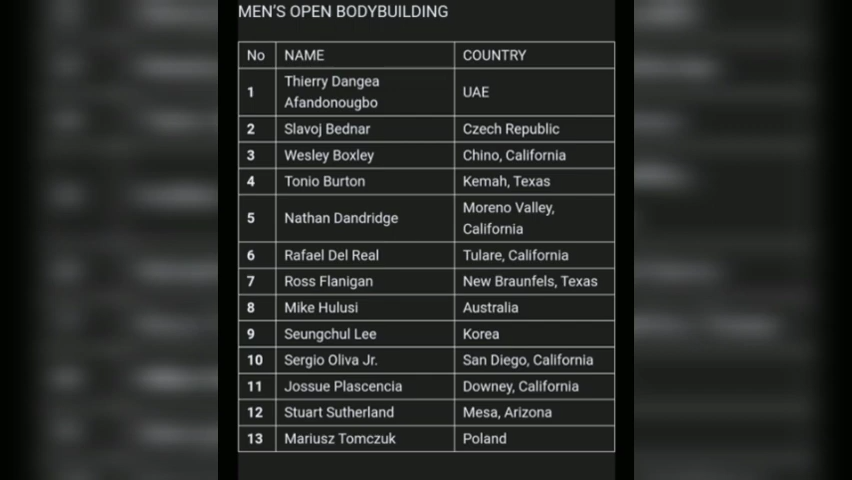 MEN'S OPEN BODYBUILDING
No NAME COUNTRY
1 Thierry Dangea Afandonougbo UAE
2 Slavoj Bednar Czech Republic
3 Wesley Boxley Chino, California
4 Tonio Burton Kemah, Texas
5 Nathan Dandridge Moreno Valley, California
6 Rafael Del Real Tulare, California
7 Ross Flanigan New Braunfels, Texas
8 Mike Hulusi Australia
9 Seungchul Lee Korea
10 Sergio Oliva Jr. San Diego, California
11 Jossue Plascencia Downey, California
12 Stuart Sutherland Mesa, Arizona
13 Mariusz Tomczuk Poland